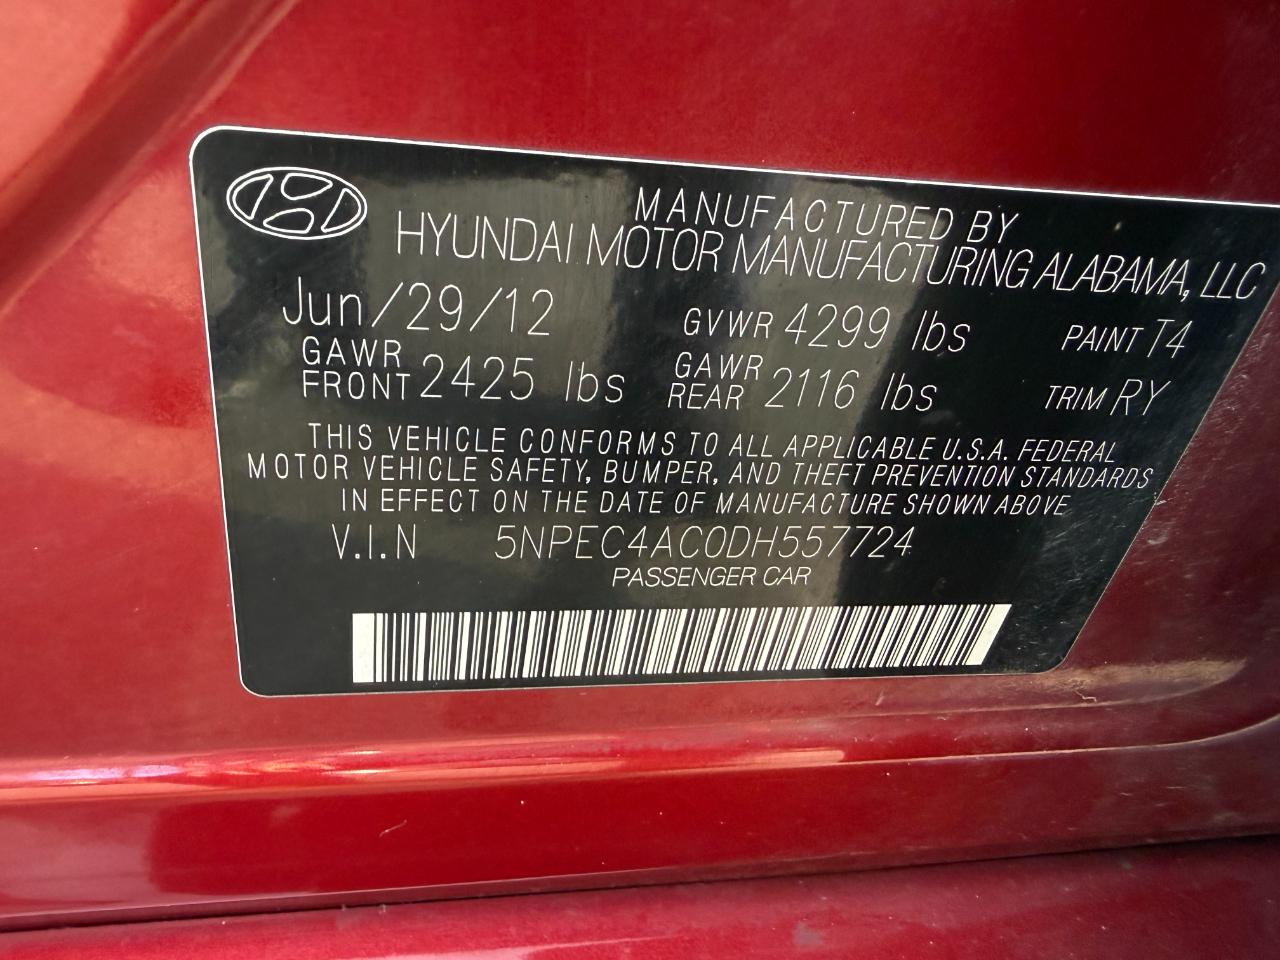 MANUFACTURED BY
HYUNDAI MOTOR MANUFACTURING ALABAMA, LLC
Jun/29/12 GVWR 4299 lbs PAINT T4
GAWR FRONT 2425 lbs GAWR REAR 2116 lbs TRIM RY
THIS VEHICLE CONFORMS TO ALL APPLICABLE U.S.A. FEDERAL
MOTOR VEHICLE SAFETY, BUMPER, AND THEFT PREVENTION STANDARDS
IN EFFECT ON THE DATE OF MANUFACTURE SHOWN ABOVE
V.I.N 5NPEC4AC0DH557724
PASSENGER CAR